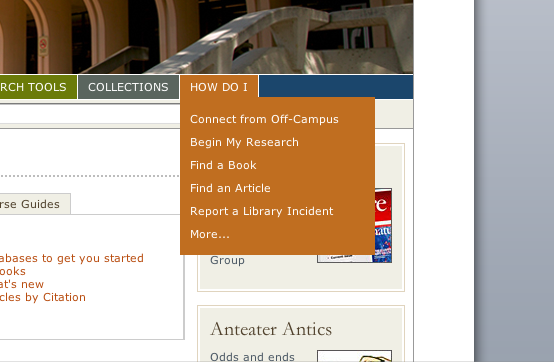 RCH TOOLS
COLLECTIONS
HOW DO I
Connect from Off-Campus
Begin My Research
Find a Book
Find an Article
Report a Library Incident
More...
rse Guides
abases to get you started
ooks
at's new
cles by Citation
Group
Anteater Antics
Odds and ends